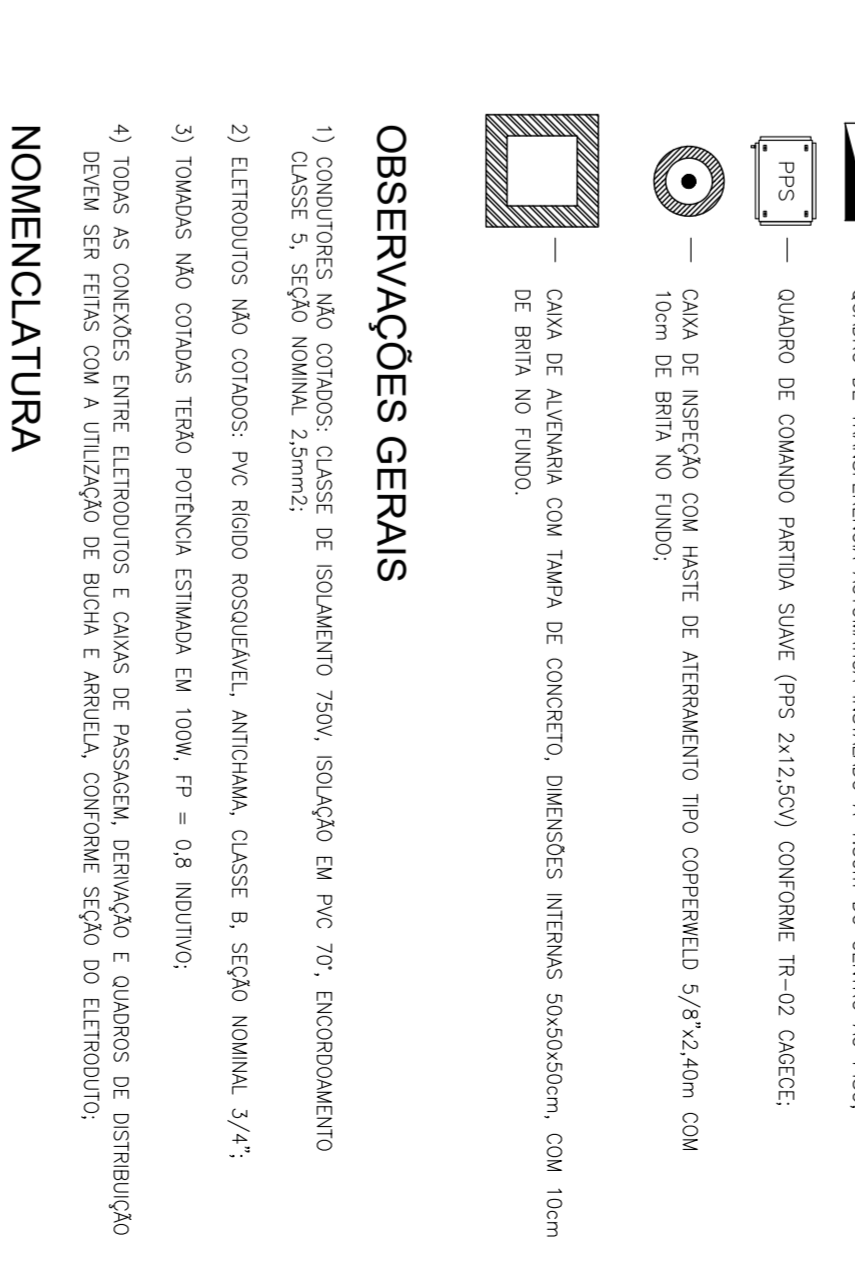 PPS
QUADRO DE COMANDO PARTIDA SUAVE (PPS 2x12,5CV) CONFORME TR-02 CAGECE;
CAIXA DE INSPEÇÃO COM HASTE DE ATERRAMENTO TIPO COPPERWELD 5/8"x2,40m COM
10cm DE BRITA NO FUNDO;
CAIXA DE ALVENARIA COM TAMPA DE CONCRETO, DIMENSÕES INTERNAS 50x50x50cm, COM 10cm
DE BRITA NO FUNDO.
OBSERVAÇÕES GERAIS
1) CONDUTORES NÃO COTADOS: CLASSE DE ISOLAMENTO 750V, ISOLAÇÃO EM PVC 70°, ENCORDOAMENTO
CLASSE 5, SEÇÃO NOMINAL 2,5mm2;
2) ELETRODUTOS NÃO COTADOS: PVC RÍGIDO ROSQUEÁVEL, ANTICHAMA, CLASSE B, SEÇÃO NOMINAL 3/4";
3) TOMADAS NÃO COTADAS TERÃO POTÊNCIA ESTIMADA EM 100W, FP = 0,8 INDUTIVO;
4) TODAS AS CONEXÕES ENTRE ELETRODUTOS E CAIXAS DE PASSAGEM, DERIVAÇÃO E QUADROS DE DISTRIBUIÇÃO
DEVEM SER FEITAS COM A UTILIZAÇÃO DE BUCHA E ARRUELA, CONFORME SEÇÃO DO ELETRODUTO;
NOMENCLATURA